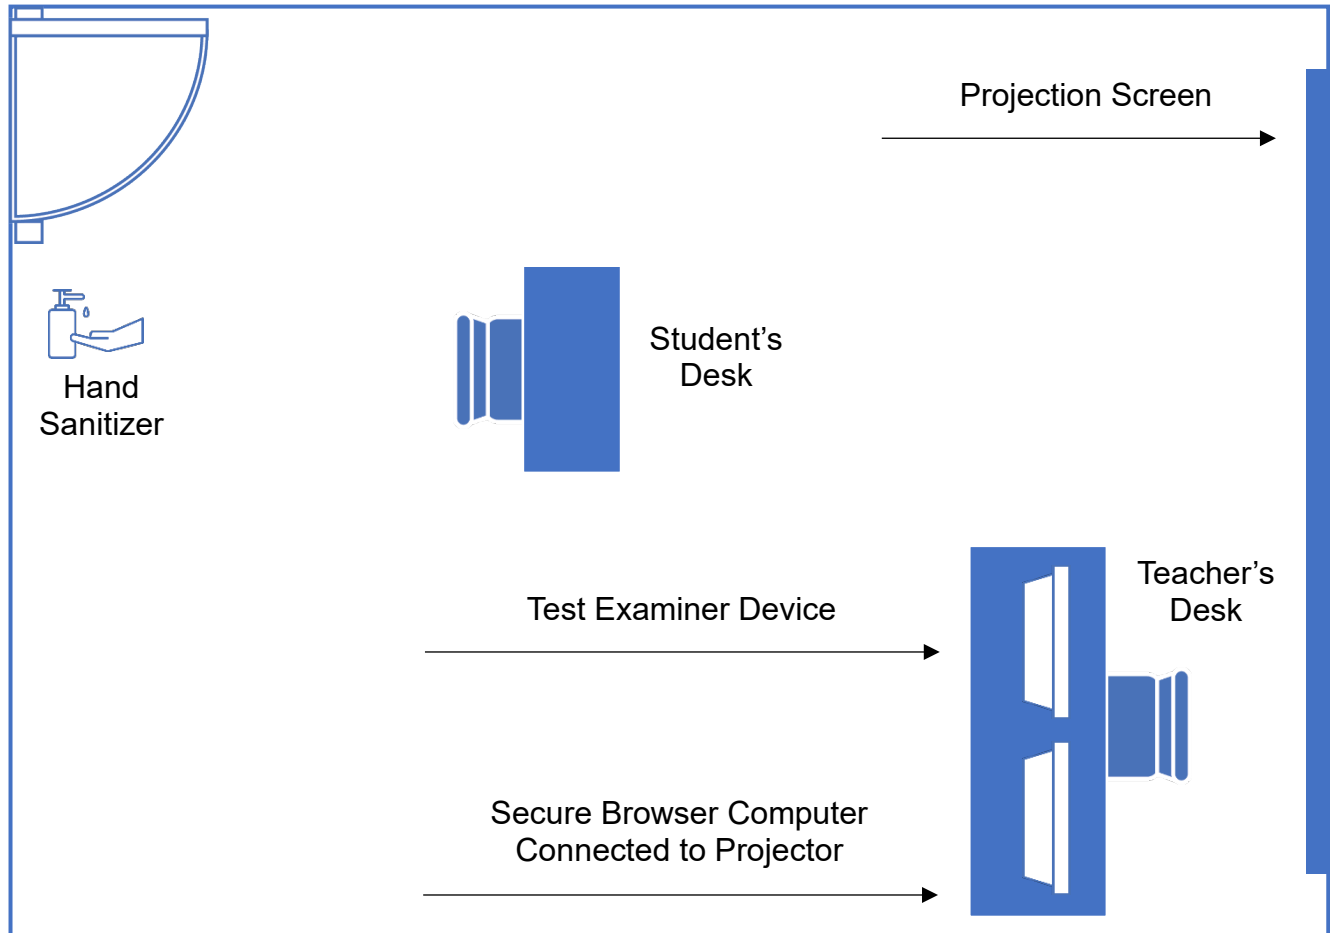 Projection Screen
Hand
Sanitizer
Student’s
Desk
Test Examiner Device
Teacher’s
Desk
Secure Browser Computer
Connected to Projector